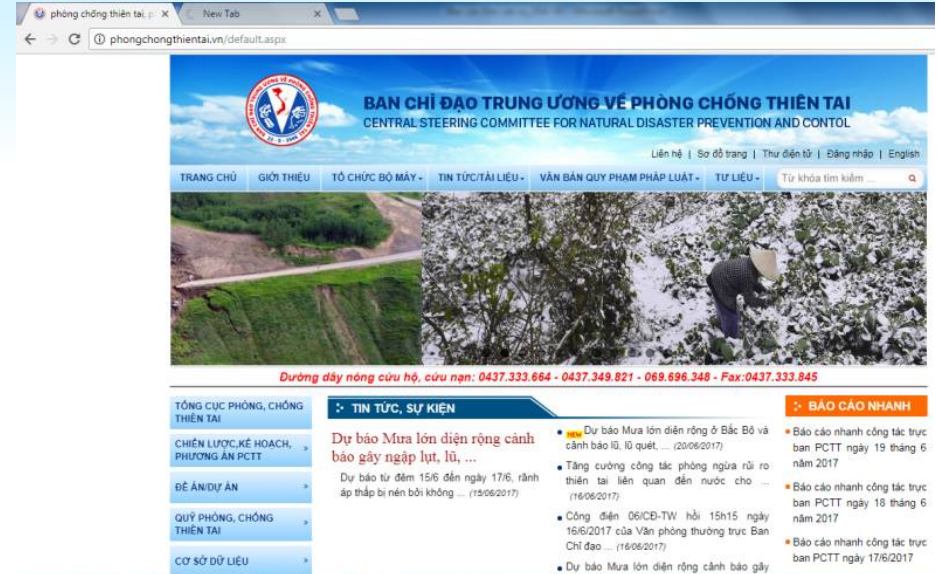 phòng chống thiên tai, p
New Tab
phongchongthientai.vn/default.aspx
BAN CHỈ ĐẠO TRUNG ƯƠNG VỀ PHÒNG CHỐNG THIÊN TAI
CENTRAL STEERING COMMITTEE FOR NATURAL DISASTER PREVENTION AND CONTOL
Liên hệ | Sơ đồ trang | Thư điện tử | Đăng nhập | English
TRANG CHỦ GIỚI THIỆU TỔ CHỨC BỘ MÁY TIN TỨC/TÀI LIỆU VĂN BẢN QUY PHẠM PHÁP LUẬT TƯ LIỆU Từ khóa tìm kiếm ...
Đường dây nóng cứu hộ, cứu nạn: 0437.333.664 - 0437.349.821 - 069.696.348 - Fax:0437.333.845
TỔNG CỤC PHÒNG, CHỐNG
THIÊN TAI
CHIẾN LƯỢC,KẾ HOẠCH,
PHƯƠNG ÁN PCTT
ĐỀ ÁN/DỰ ÁN
QUỸ PHÒNG, CHỐNG
THIÊN TAI
CƠ SỞ DỮ LIỆU
TIN TỨC, SỰ KIỆN
Dự báo Mưa lớn diện rộng cảnh
báo gây ngập lụt, lũ, ...
Dự báo từ đêm 15/6 đến ngày 17/6, rãnh
áp thấp bị nén bởi không ... (15/06/2017)
NEW Dự báo Mưa lớn diện rộng ở Bắc Bộ và
cảnh báo lũ, lũ quét, ... (20/06/2017)
Tăng cường công tác phòng ngừa rủi ro
thiên tai liên quan đến nước cho ...
(16/06/2017)
Công điện 06/CĐ-TW hồi 15h15 ngày
16/6/2017 của Văn phòng thường trực Ban
Chỉ đạo ... (16/06/2017)
Dự báo Mưa lớn diện rộng cảnh báo gây
BÁO CÁO NHANH
Báo cáo nhanh công tác trực
ban PCTT ngày 19 tháng 6
năm 2017
Báo cáo nhanh công tác trực
ban PCTT ngày 18 tháng 6
năm 2017
Báo cáo nhanh công tác trực
ban PCTT ngày 17/6/2017